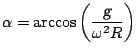 α = arccos(g / ω²R)